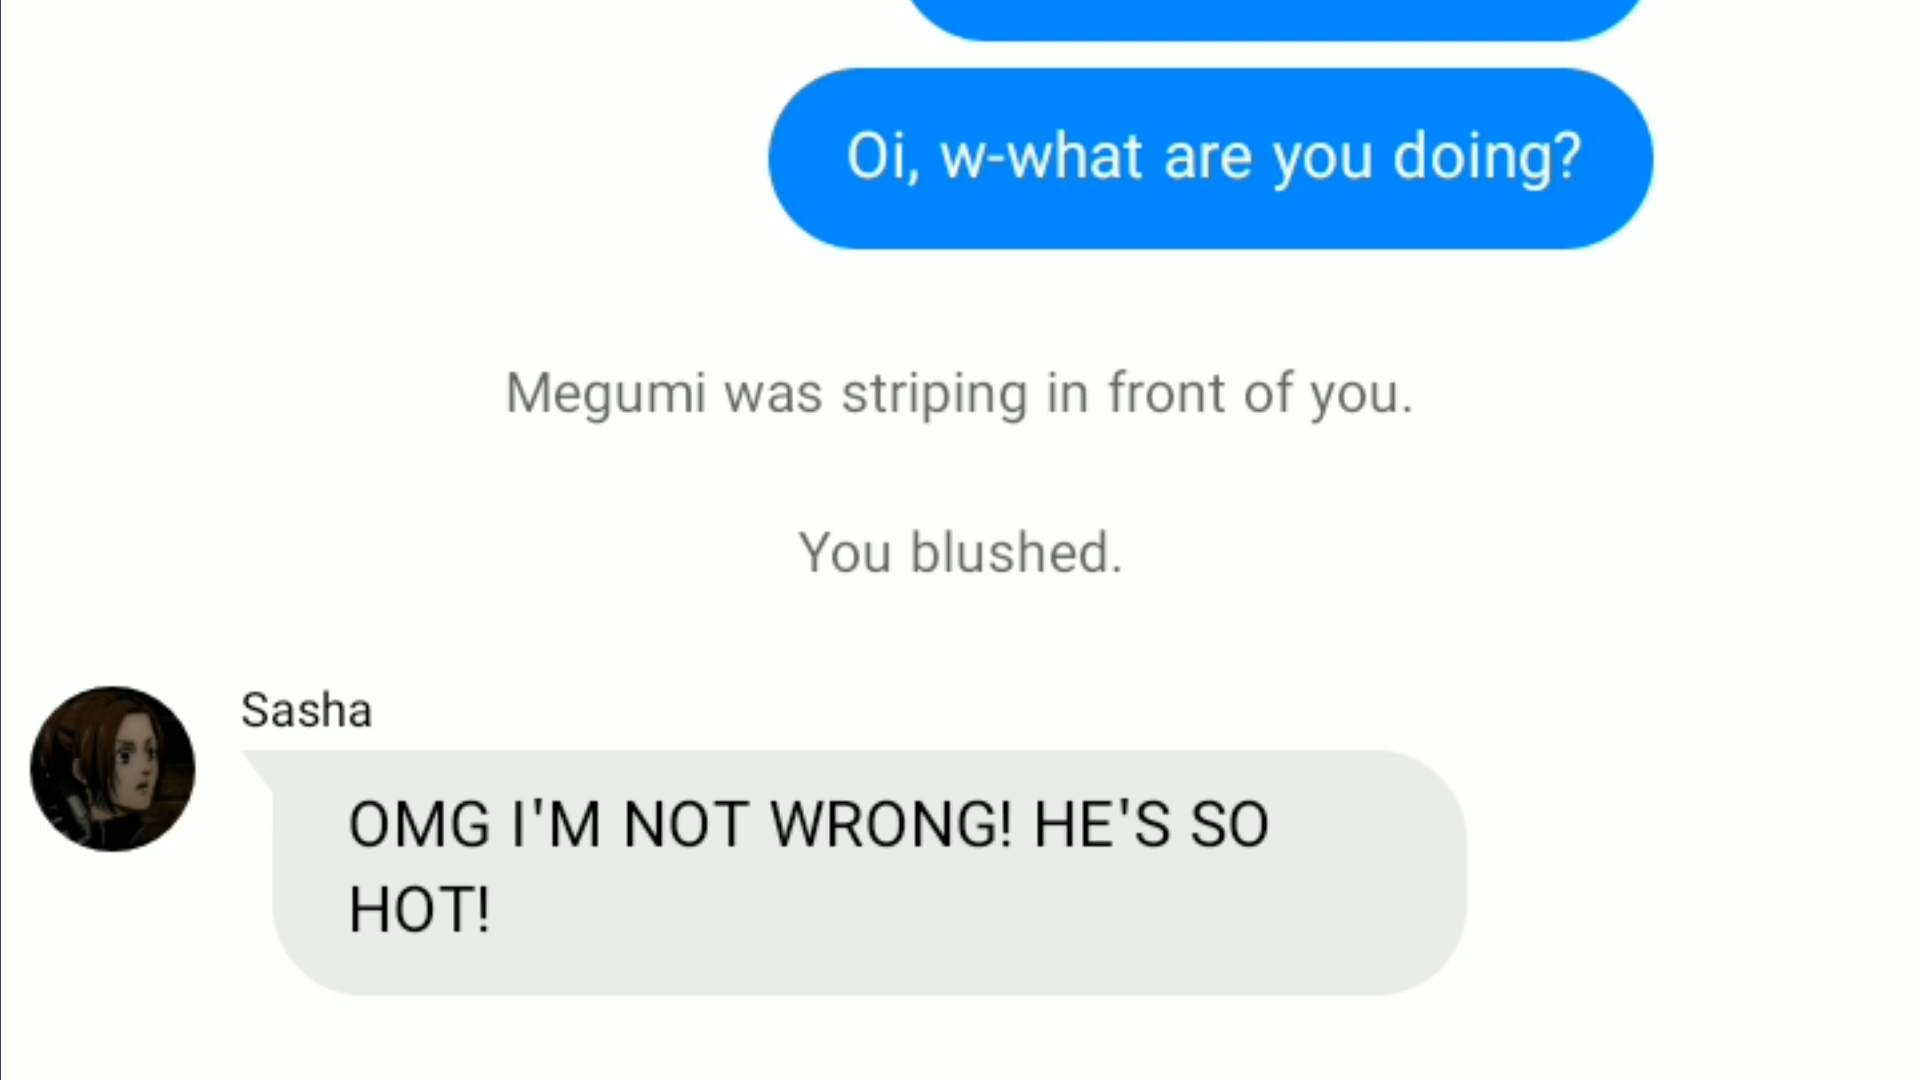 Oi, w-what are you doing?
Megumi was striping in front of you.
You blushed.
Sasha
OMG I'M NOT WRONG! HE'S SO
HOT!